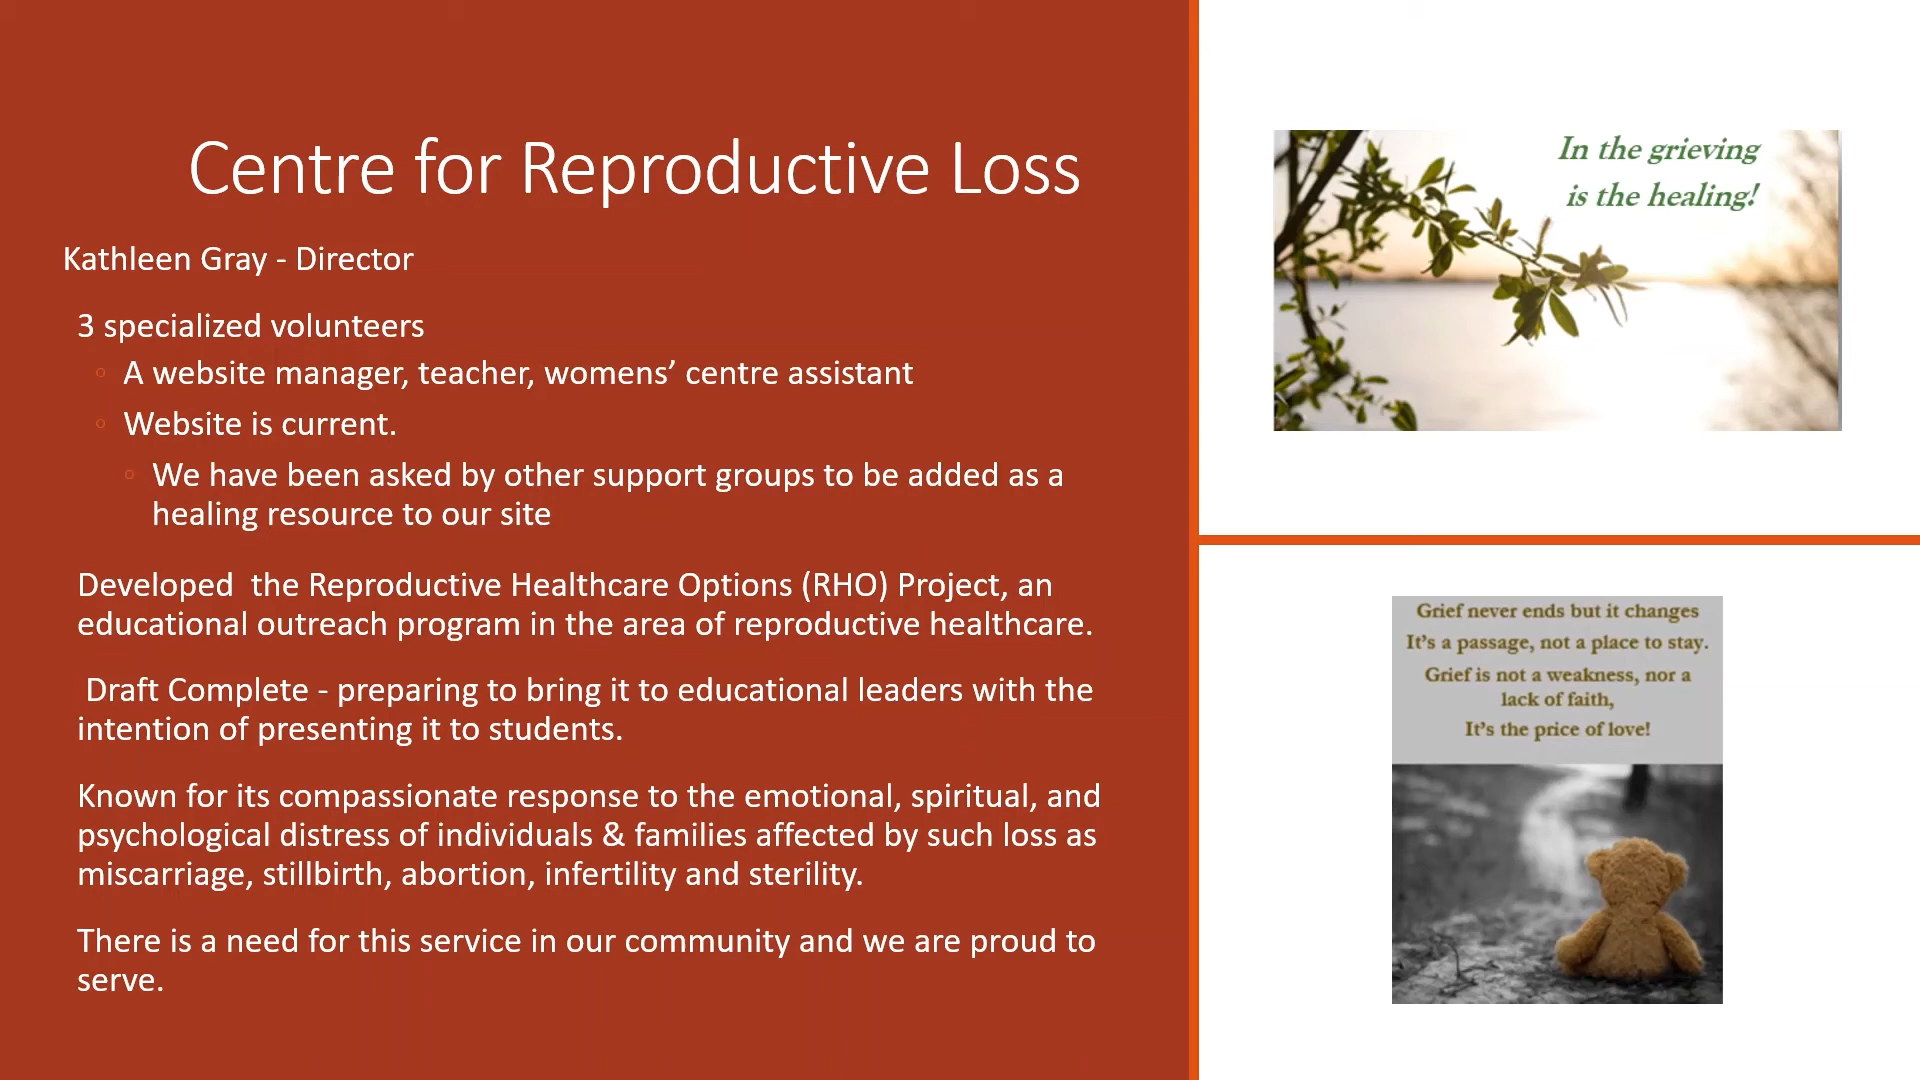 Centre for Reproductive Loss
Kathleen Gray - Director
3 specialized volunteers
◦ A website manager, teacher, womens’ centre assistant
◦ Website is current.
◦ We have been asked by other support groups to be added as a
healing resource to our site
Developed  the Reproductive Healthcare Options (RHO) Project, an
educational outreach program in the area of reproductive healthcare.
Draft Complete - preparing to bring it to educational leaders with the
intention of presenting it to students.
Known for its compassionate response to the emotional, spiritual, and
psychological distress of individuals & families affected by such loss as
miscarriage, stillbirth, abortion, infertility and sterility.
There is a need for this service in our community and we are proud to
serve.
In the grieving
is the healing!
Grief never ends but it changes
It’s a passage, not a place to stay.
Grief is not a weakness, nor a
lack of faith,
It’s the price of love!